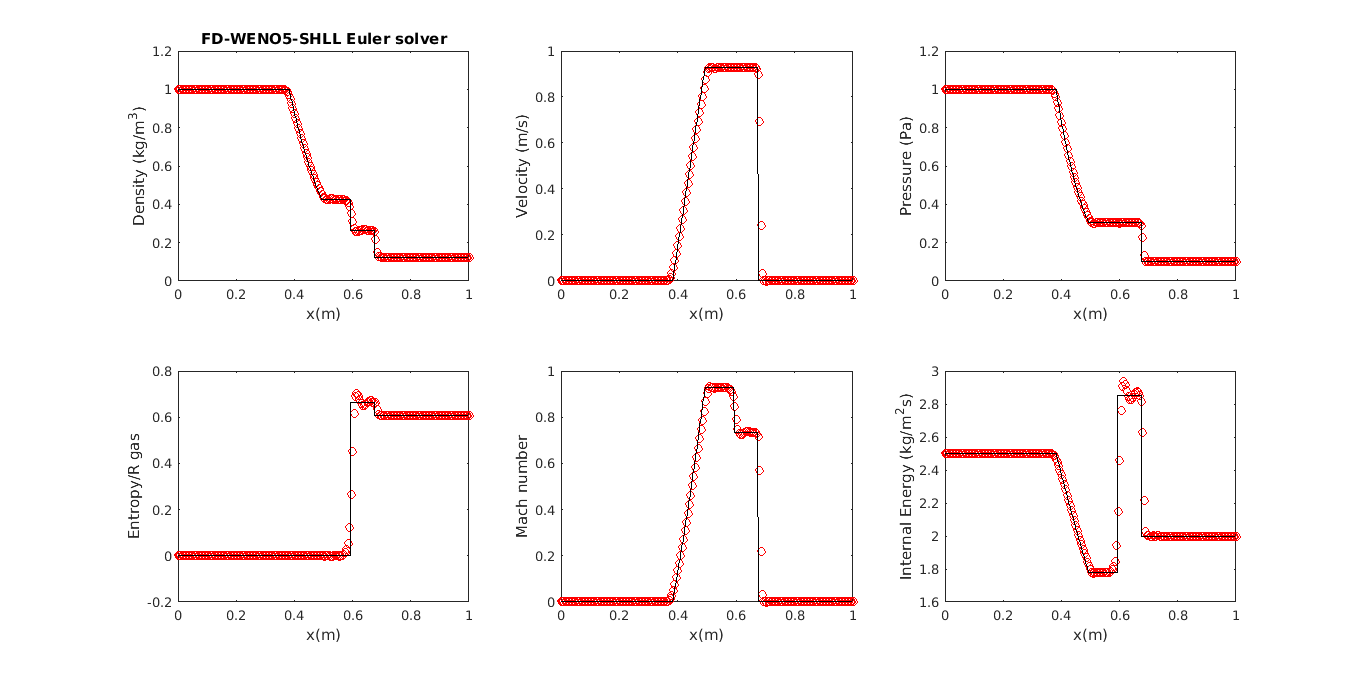 FD-WENO5-SHLL Euler solver
1.2
1
0.8
0.6
0.4
0.2
0
Density (kg/m³)
0 0.2 0.4 0.6 0.8 1
x(m)
1
0.8
0.6
0.4
0.2
0
Velocity (m/s)
0 0.2 0.4 0.6 0.8 1
x(m)
1.2
1
0.8
0.6
0.4
0.2
0
Pressure (Pa)
0 0.2 0.4 0.6 0.8 1
x(m)
0.8
0.6
0.4
0.2
0
-0.2
Entropy/R gas
0 0.2 0.4 0.6 0.8 1
x(m)
1
0.8
0.6
0.4
0.2
0
Mach number
0 0.2 0.4 0.6 0.8 1
x(m)
3
2.8
2.6
2.4
2.2
2
1.8
1.6
Internal Energy (kg/m²s)
0 0.2 0.4 0.6 0.8 1
x(m)